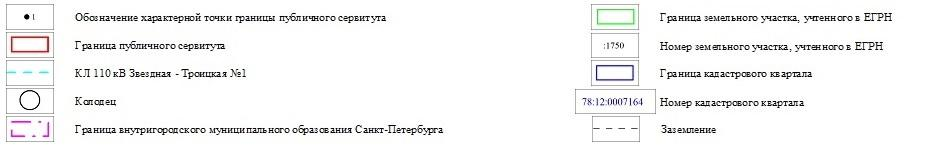 1 Обозначение характерной точки границы публичного сервитута
Граница публичного сервитута
КЛ 110 кВ Звездная - Троицкая №1
Колодец
Граница внутригородского муниципального образования Санкт-Петербурга
Граница земельного участка, учтенного в ЕГРН
:1750 Номер земельного участка, учтенного в ЕГРН
Граница кадастрового квартала
78:12:0007164 Номер кадастрового квартала
Заземление